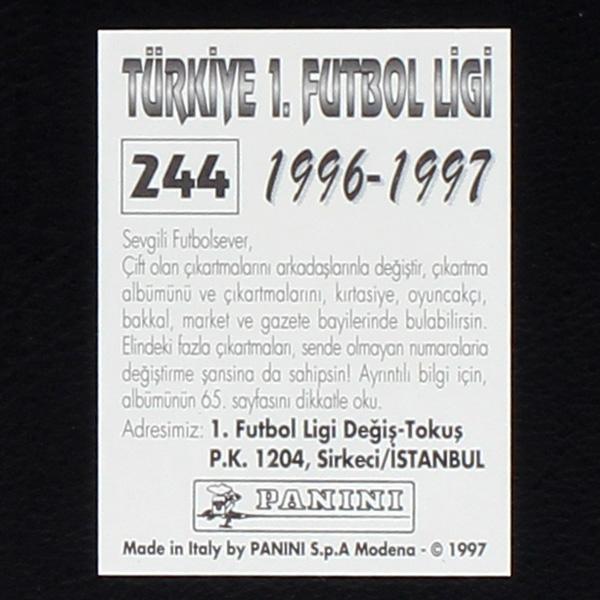 TÜRKİYE 1. FUTBOL LİGİ
244 1996-1997
Sevgili Futbolsever,
Çift olan çıkartmalarını arkadaşlarınla değiştir, çıkartma
albümünü ve çıkartmalarını, kırtasiye, oyuncakçı,
bakkal, market ve gazete bayilerinde bulabilirsin.
Elindeki fazla çıkartmaları, sende olmayan numaralarla
değiştirme şansına da sahipsin! Ayrıntılı bilgi için,
albümünün 65. sayfasını dikkatle oku.
Adresimiz: 1. Futbol Ligi Değiş-Tokuş
P.K. 1204, Sirkeci/İSTANBUL
PANINI
Made in Italy by PANINI S.p.A Modena - © 1997